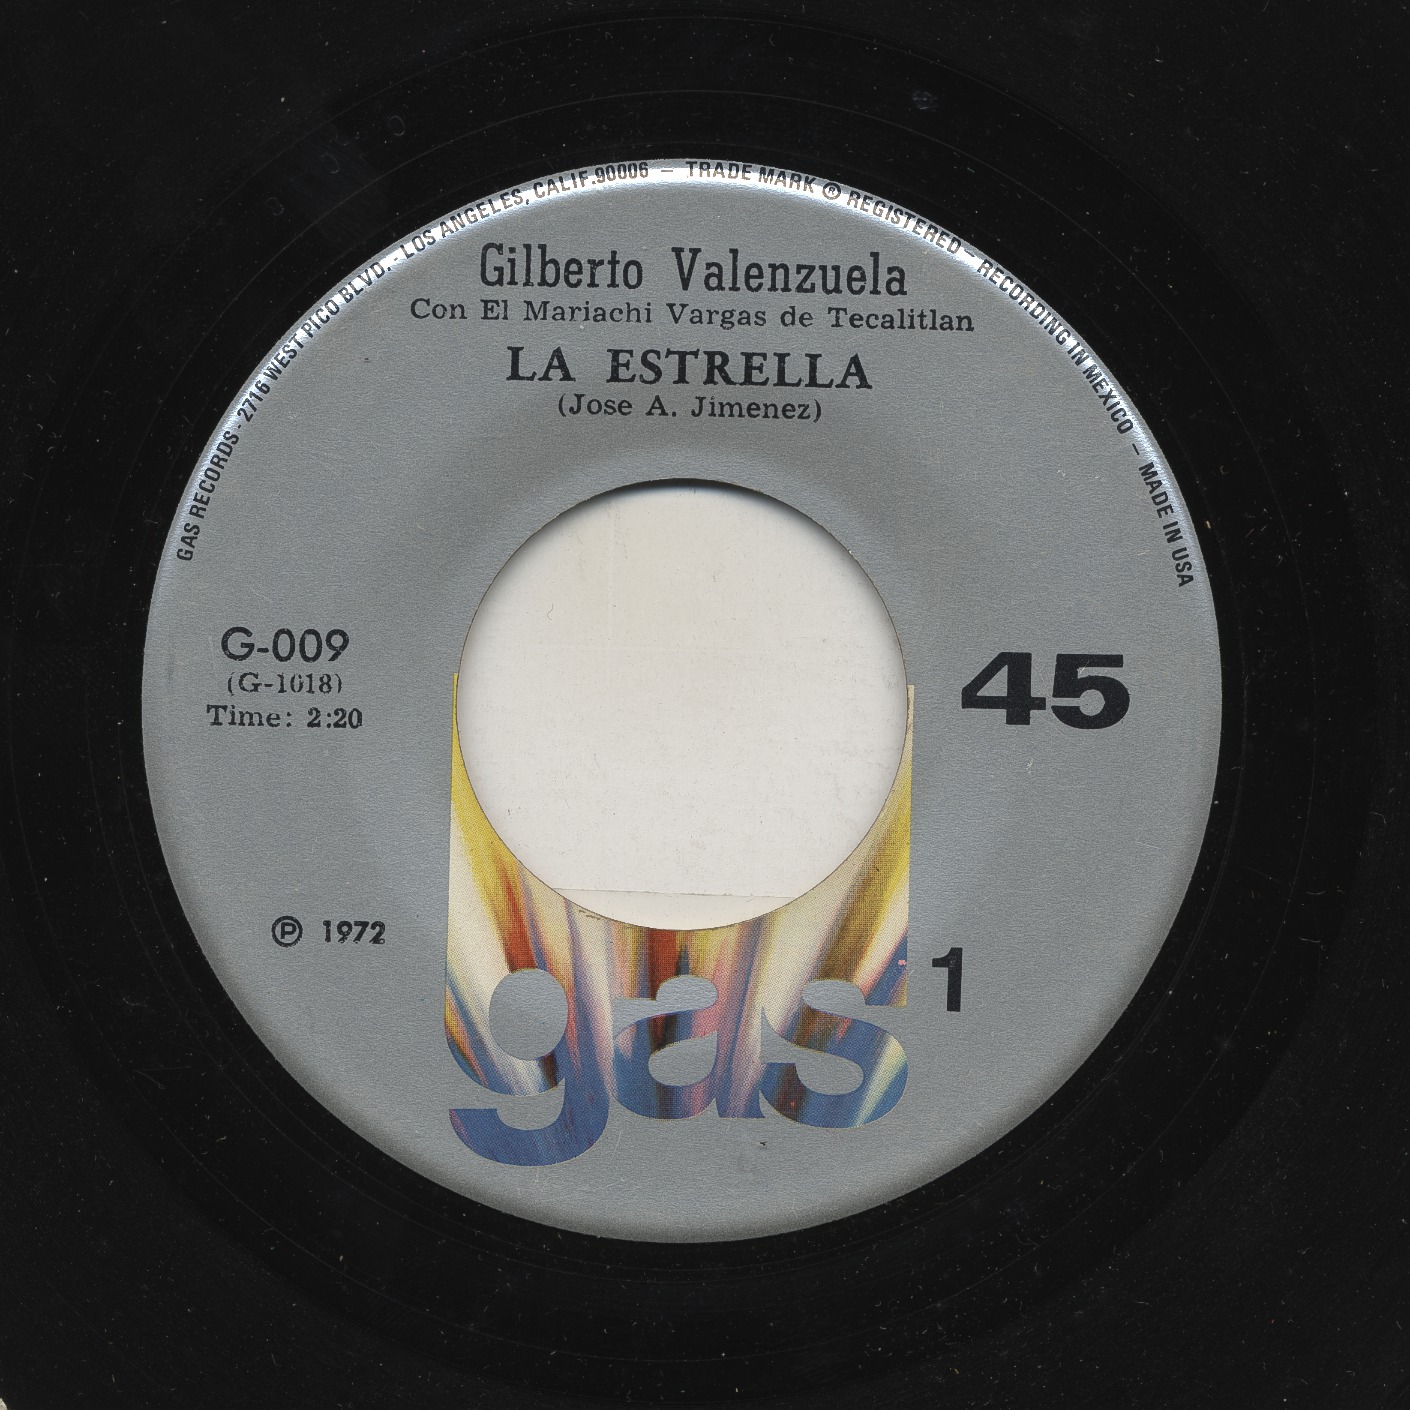 GAS RECORDS - 2716 WEST PICO BLVD. - LOS ANGELES, CALIF. 90006 — TRADE MARK ® REGISTERED — RECORDING IN MEXICO — MADE IN USA
Gilberto Valenzuela
Con El Mariachi Vargas de Tecalitlan
LA ESTRELLA
(Jose A. Jimenez)
G-009
(G-1018)
Time: 2:20
45
℗ 1972
1
gas